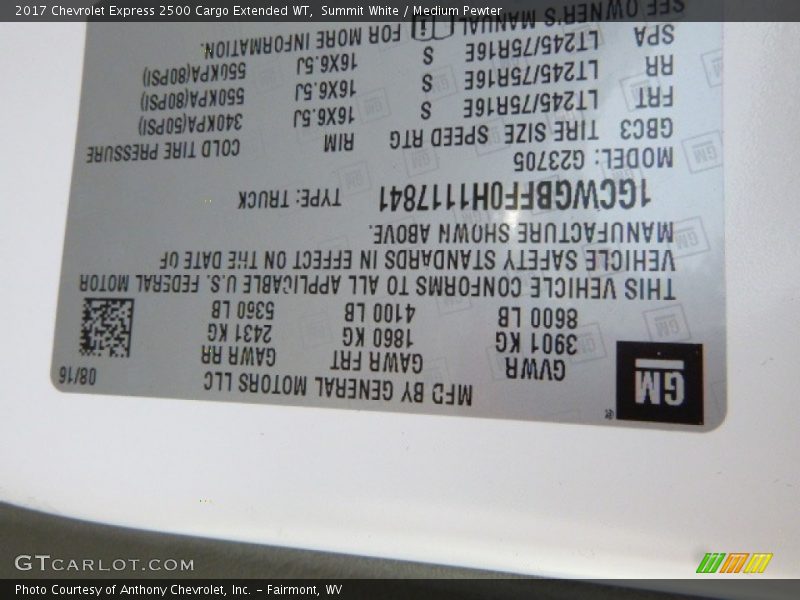 2017 Chevrolet Express 2500 Cargo Extended WT, Summit White / Medium Pewter
GM
®
MFD BY GENERAL MOTORS LLC
08/16
GVWR GAWR FRT GAWR RR
3901 KG 1860 KG 2431 KG
8600 LB 4100 LB 5360 LB
THIS VEHICLE CONFORMS TO ALL APPLICABLE U.S. FEDERAL MOTOR
VEHICLE SAFETY STANDARDS IN EFFECT ON THE DATE OF
MANUFACTURE SHOWN ABOVE.
1GCWGBFF0H1117841 TYPE: TRUCK
MODEL: G23705
GBC3 TIRE SIZE SPEED RTG RIM COLD TIRE PRESSURE
FRT LT245/75R16E S 16X6.5J 340KPA(50PSI)
RR LT245/75R16E S 16X6.5J 550KPA(80PSI)
SPA LT245/75R16E S 16X6.5J 550KPA(80PSI)
SEE OWNER'S MANUAL FOR MORE INFORMATION.
GTCARLOT.COM
Photo Courtesy of Anthony Chevrolet, Inc. – Fairmont, WV